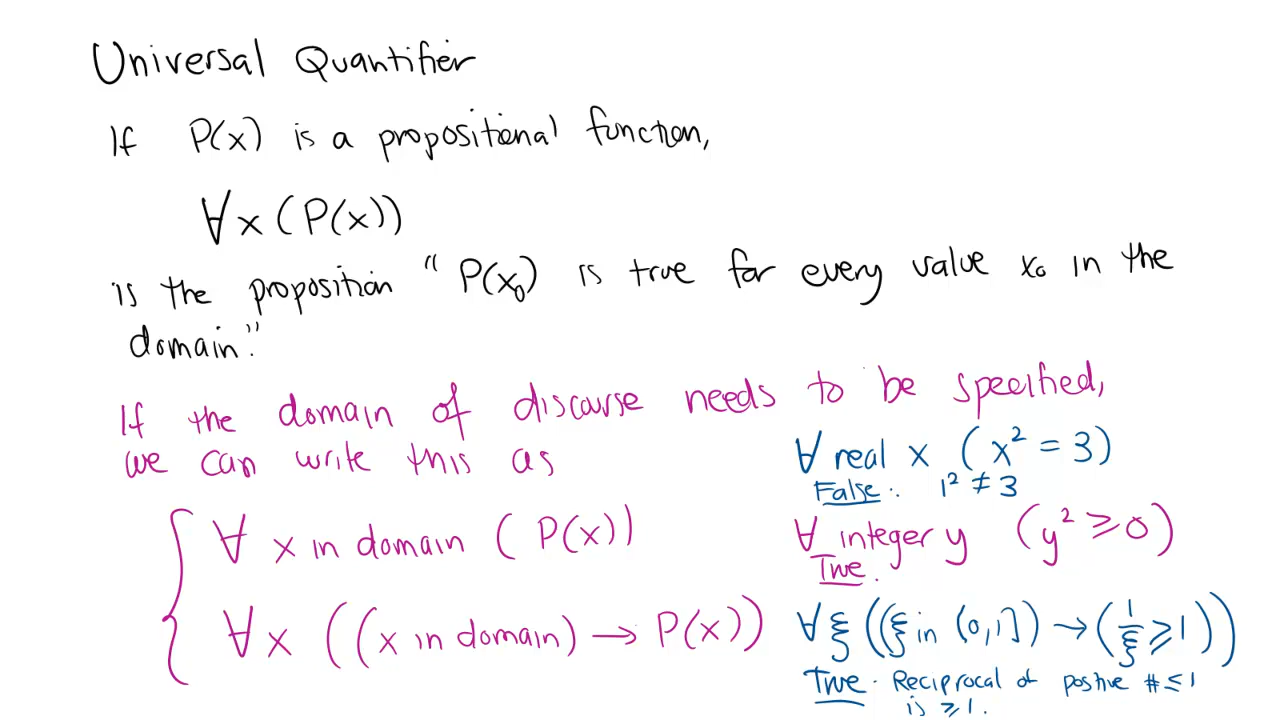 Universal Quantifier
If P(x) is a propositional function,
∀x (P(x))
is the proposition "P(x₀) is true for every value x₀ in the
domain."
If the domain of discourse needs to be specified,
we can write this as
∀ x in domain (P(x))
∀x ((x in domain) → P(x))
∀ real x (x² = 3)
False: 1² ≠ 3
∀ integer y (y² ≥ 0)
True.
∀ξ ((ξ in (0,1]) → (1/ξ ≥ 1))
True. Reciprocal of positive # ≤ 1
is ≥ 1.